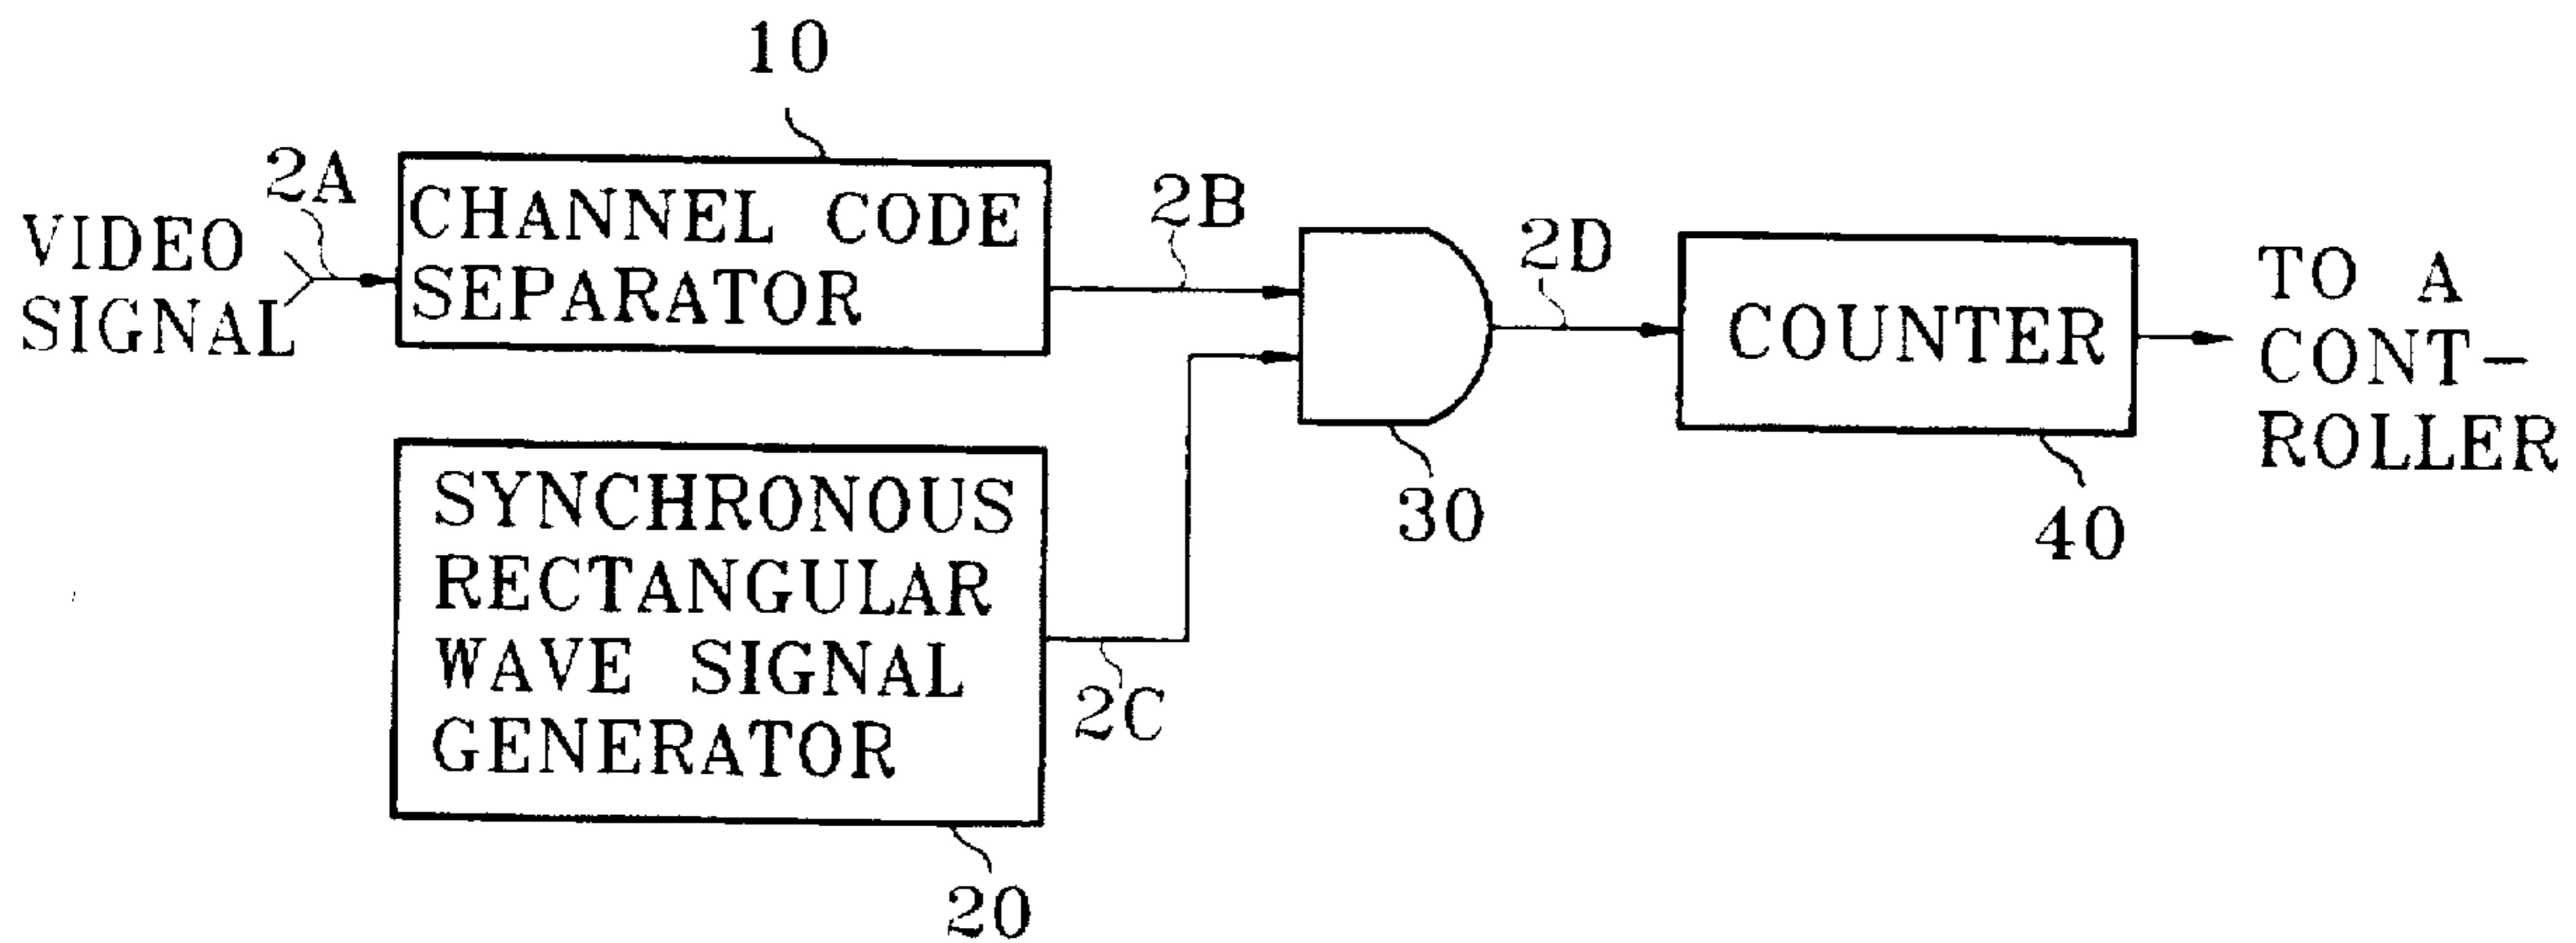 10
2A
VIDEO
SIGNAL
CHANNEL CODE
SEPARATOR
2B
2D
COUNTER
TO A
CONT-
ROLLER
30
40
SYNCHRONOUS
RECTANGULAR
WAVE SIGNAL
GENERATOR
2C
20